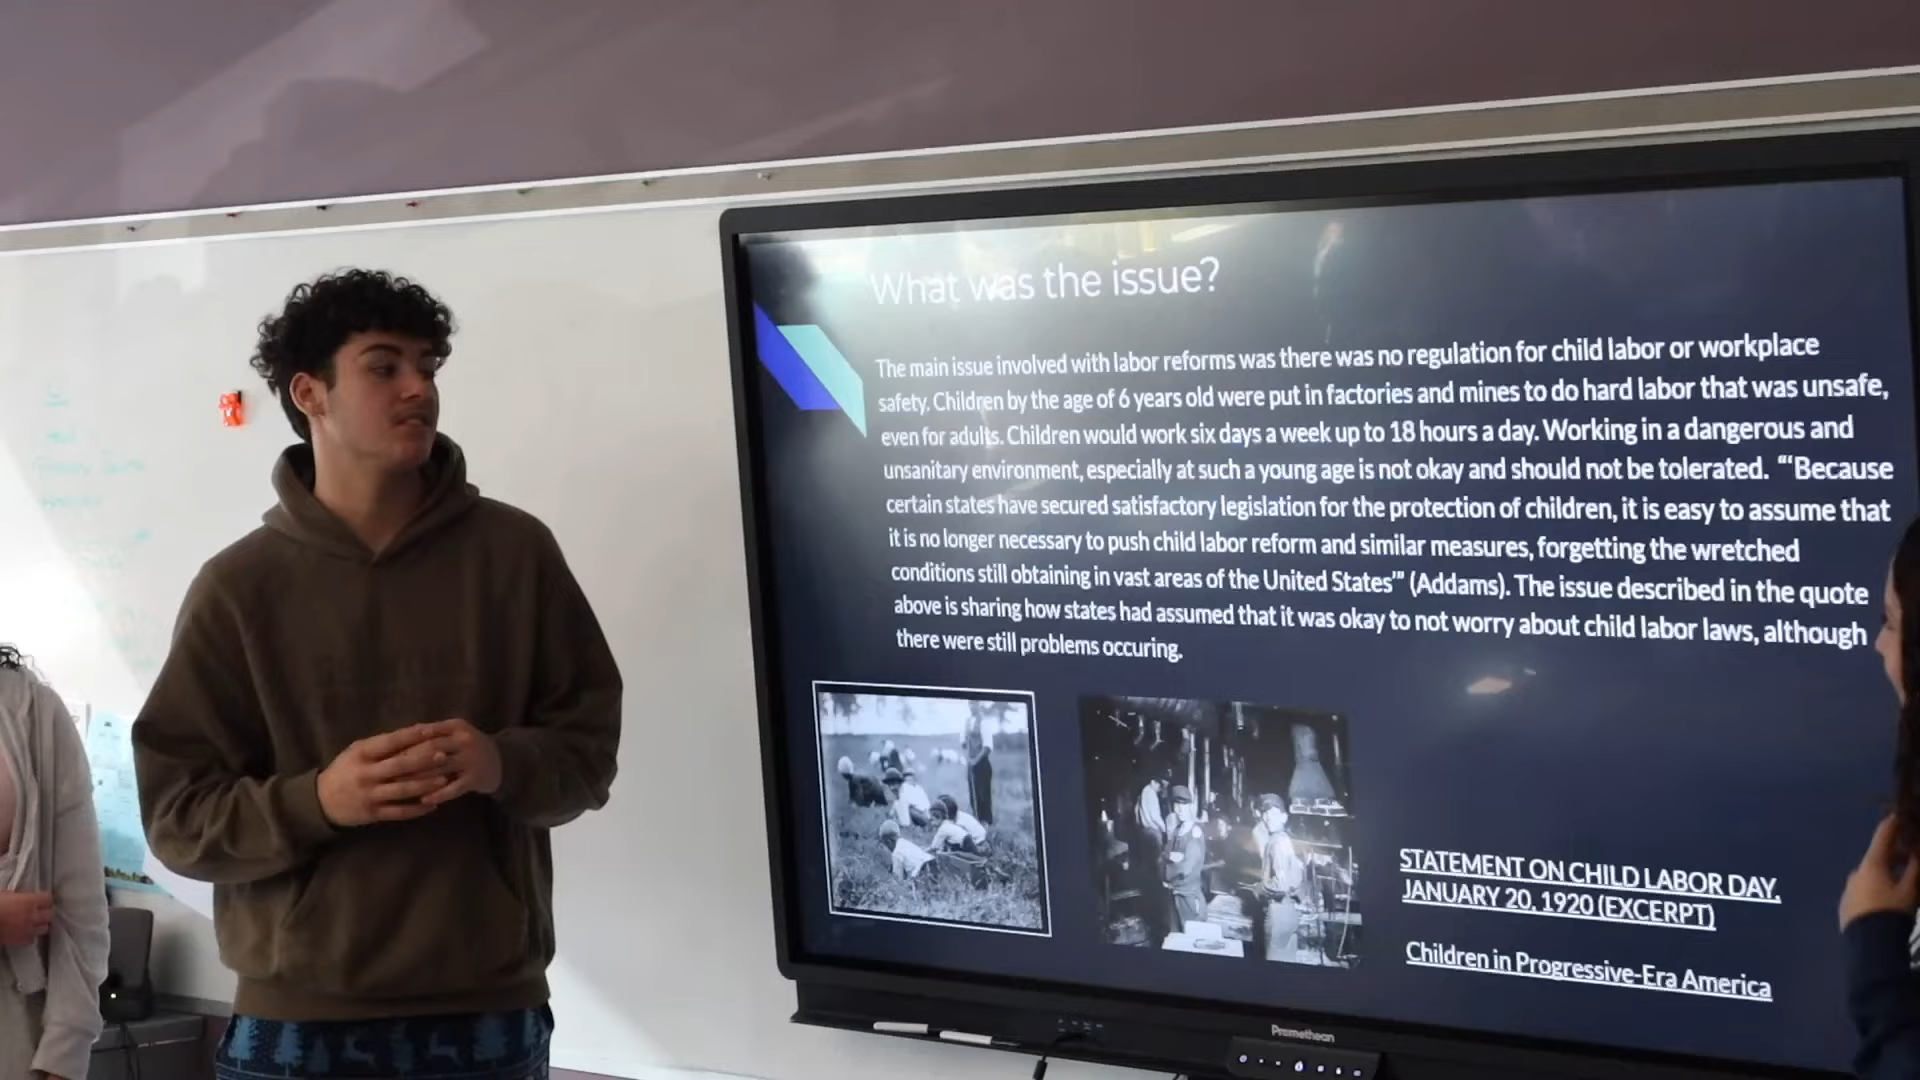 What was the issue?
The main issue involved with labor reforms was there was no regulation for child labor or workplace
safety. Children by the age of 6 years old were put in factories and mines to do hard labor that was unsafe,
even for adults. Children would work six days a week up to 18 hours a day. Working in a dangerous and
unsanitary environment, especially at such a young age is not okay and should not be tolerated. "'Because
certain states have secured satisfactory legislation for the protection of children, it is easy to assume that
it is no longer necessary to push child labor reform and similar measures, forgetting the wretched
conditions still obtaining in vast areas of the United States'" (Addams). The issue described in the quote
above is sharing how states had assumed that it was okay to not worry about child labor laws, although
there were still problems occuring.
STATEMENT ON CHILD LABOR DAY,
JANUARY 20, 1920 (EXCERPT)
Children in Progressive-Era America
Promethean